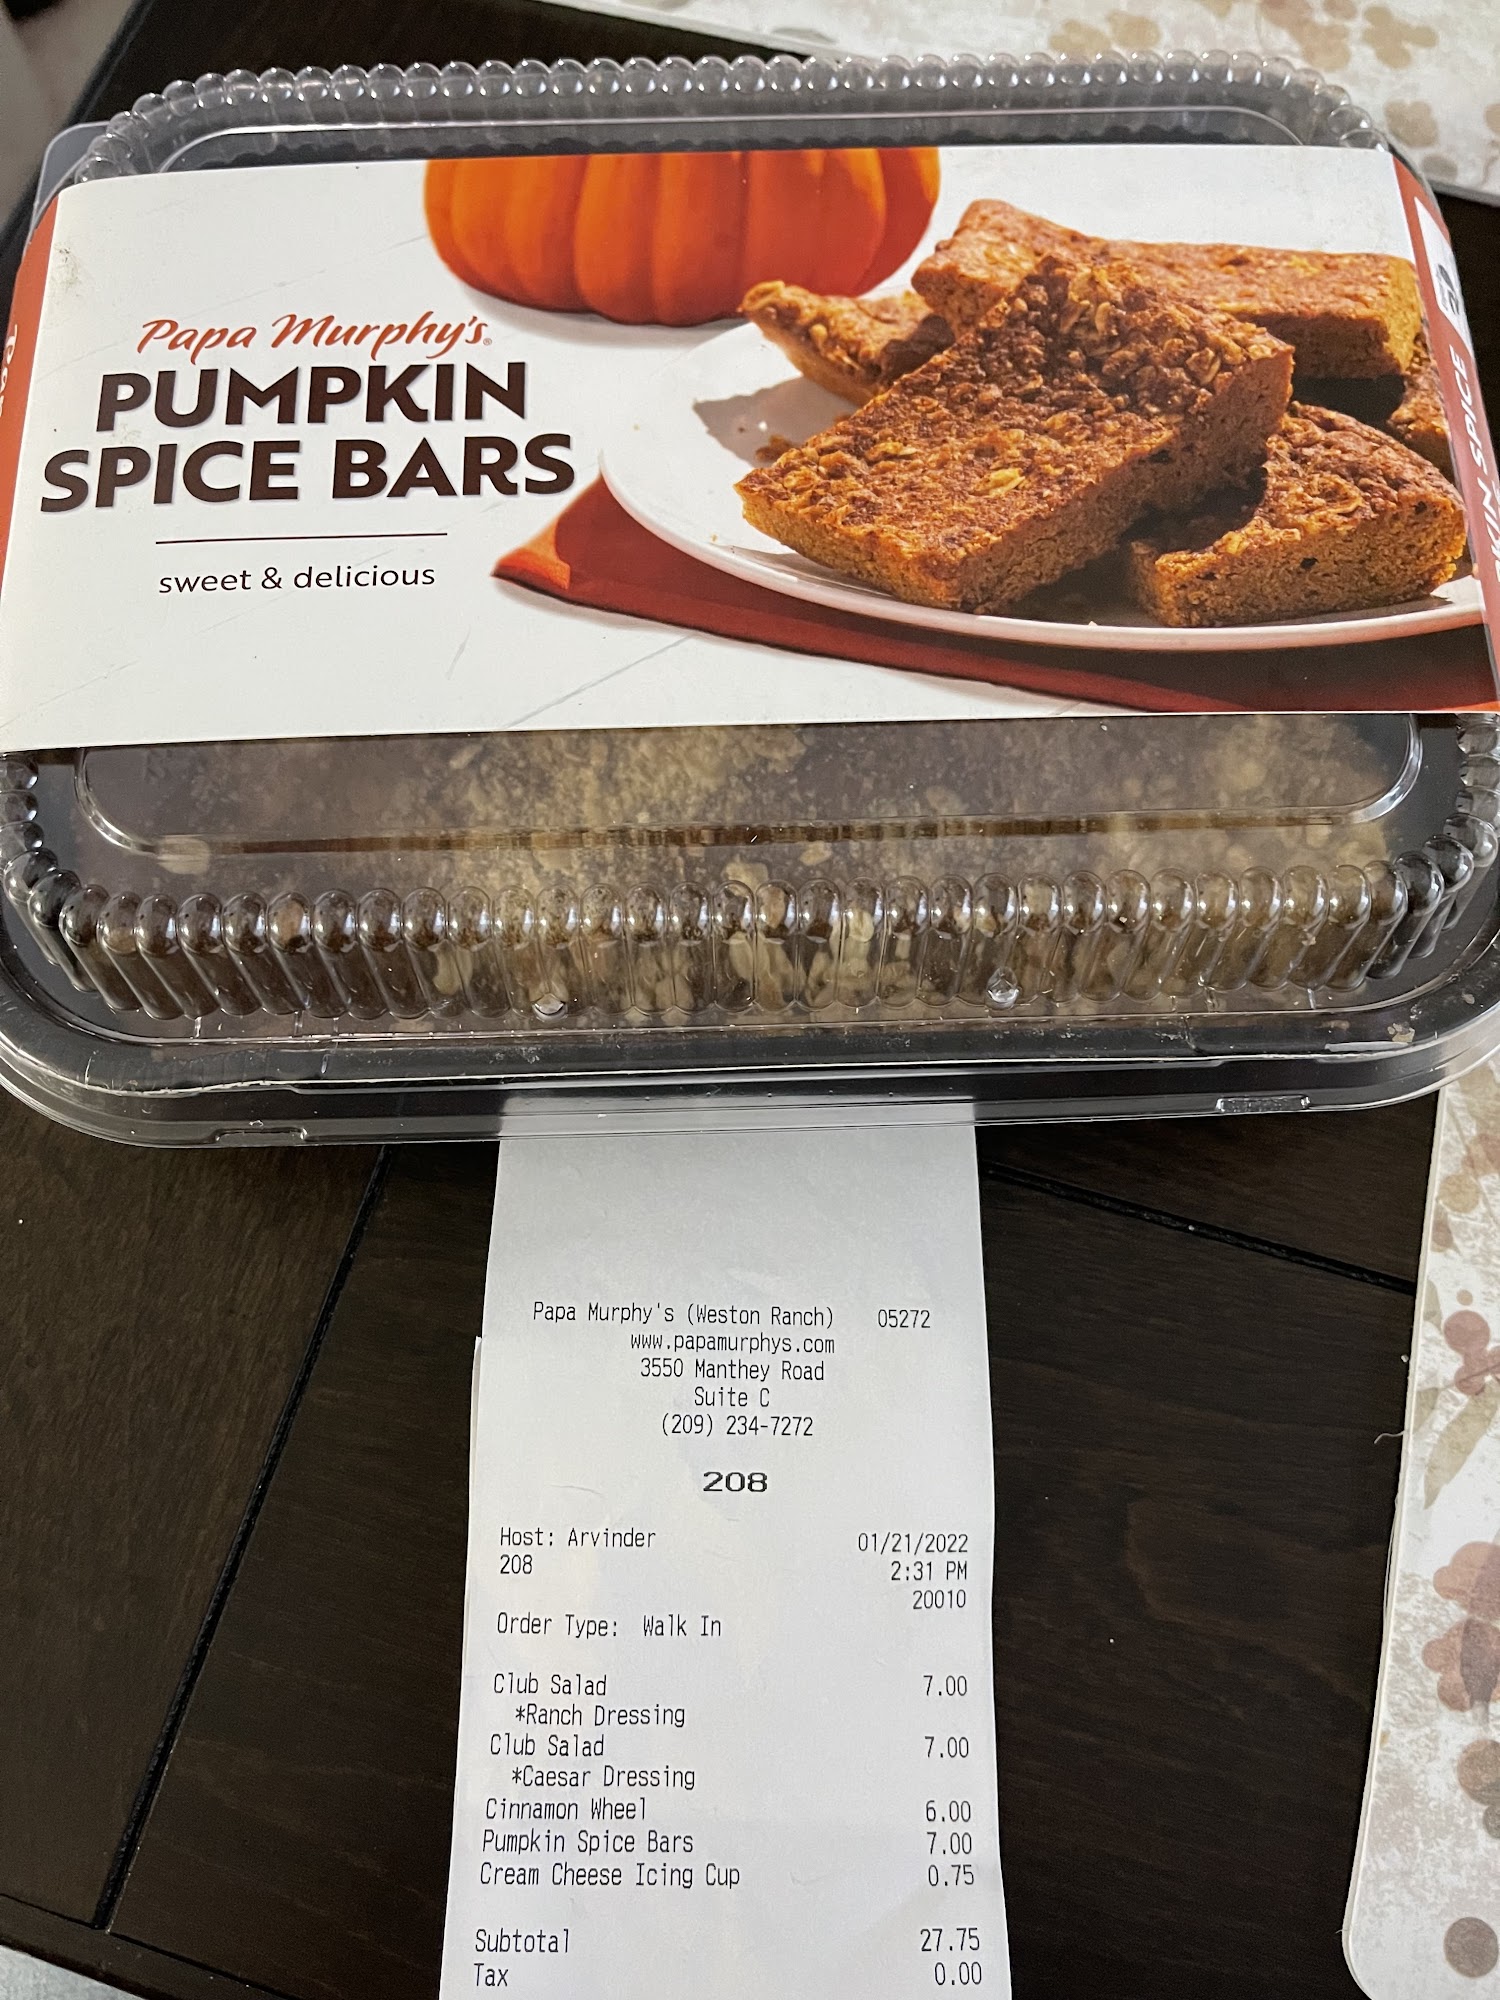 Papa Murphy's®
PUMPKIN
SPICE BARS
sweet & delicious
KIN SPICE
Papa Murphy's (Weston Ranch) 05272
www.papamurphys.com
3550 Manthey Road
Suite C
(209) 234-7272
208
Host: Arvinder 01/21/2022
208 2:31 PM
20010
Order Type: Walk In
Club Salad 7.00
*Ranch Dressing
Club Salad 7.00
*Caesar Dressing
Cinnamon Wheel 6.00
Pumpkin Spice Bars 7.00
Cream Cheese Icing Cup 0.75
Subtotal 27.75
Tax 0.00